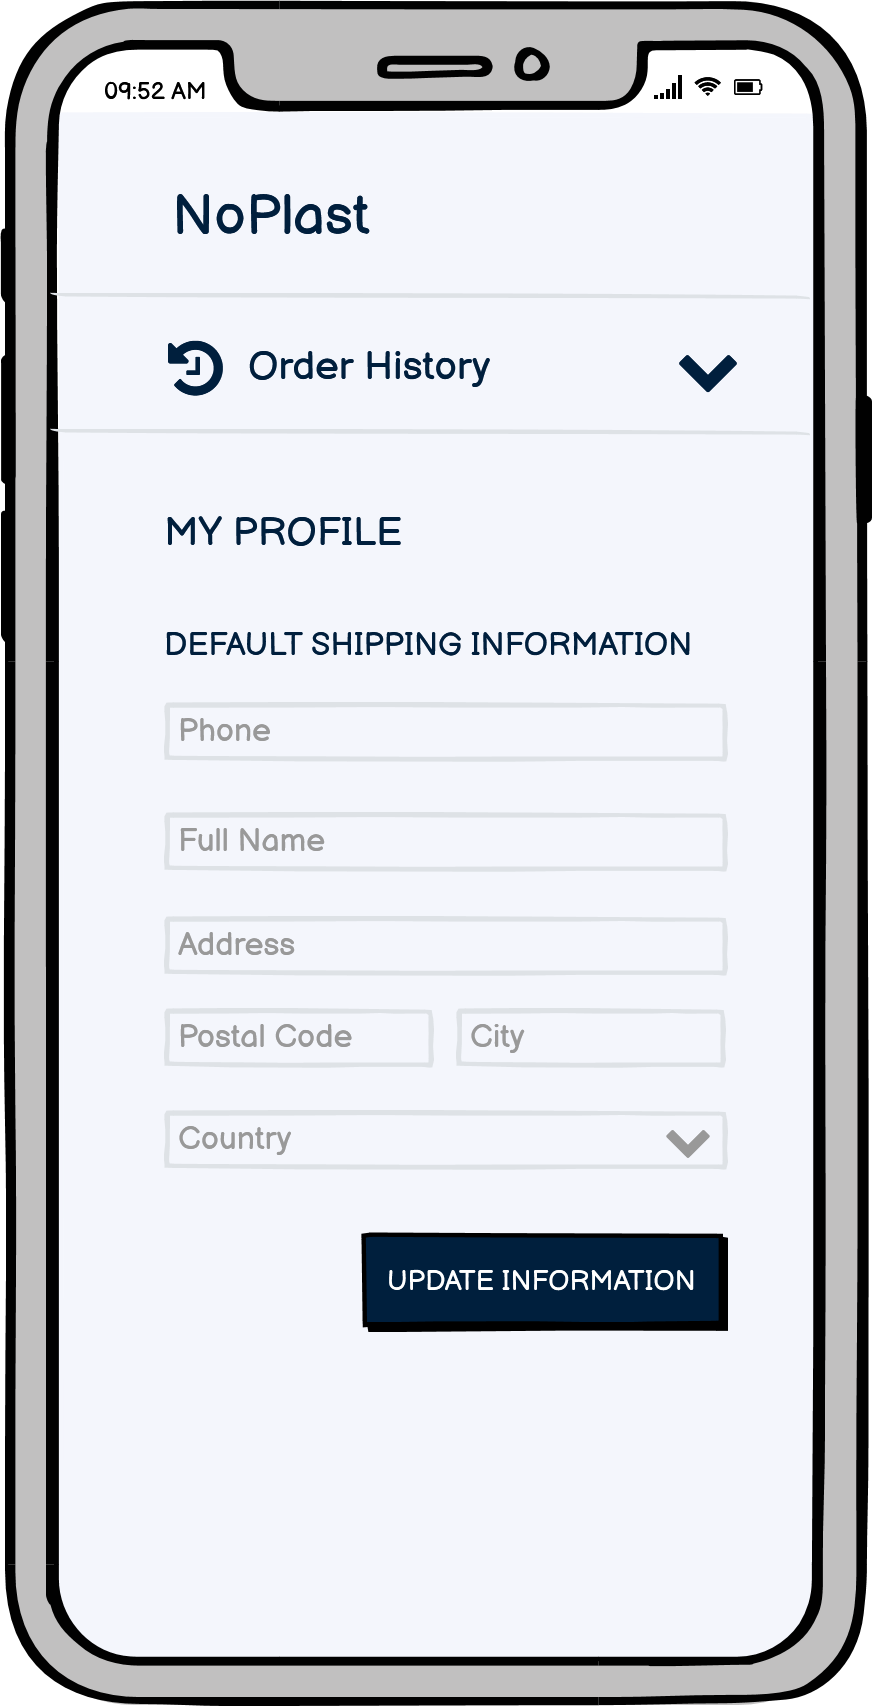 09:52 AM
NoPlast
Order History
MY PROFILE
DEFAULT SHIPPING INFORMATION
Phone
Full Name
Address
Postal Code City
Country
UPDATE INFORMATION